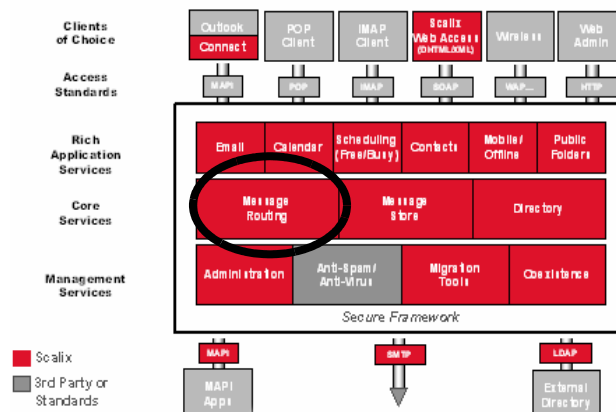 Clients
of Choice
Outlook
Connect
POP
Client
IMAP
Client
Scalix
Web Access
(DHTML/XML)
Wireless
Web
Admin
Access
Standards
MAPI
POP
IMAP
SOAP
WAP...
HTTP
Rich
Application
Services
Email
Calendar
Scheduling
(Free/Busy)
Contacts
Mobile/
Offline
Public
Folders
Core
Services
Message
Routing
Message
Store
Directory
Management
Services
Administration
Anti-Spam/
Anti-Virus
Migration
Tools
Coexistence
Secure Framework
MAPI
SMTP
LDAP
MAPI
Apps
External
Directory
Scalix
3rd Party or
Standards